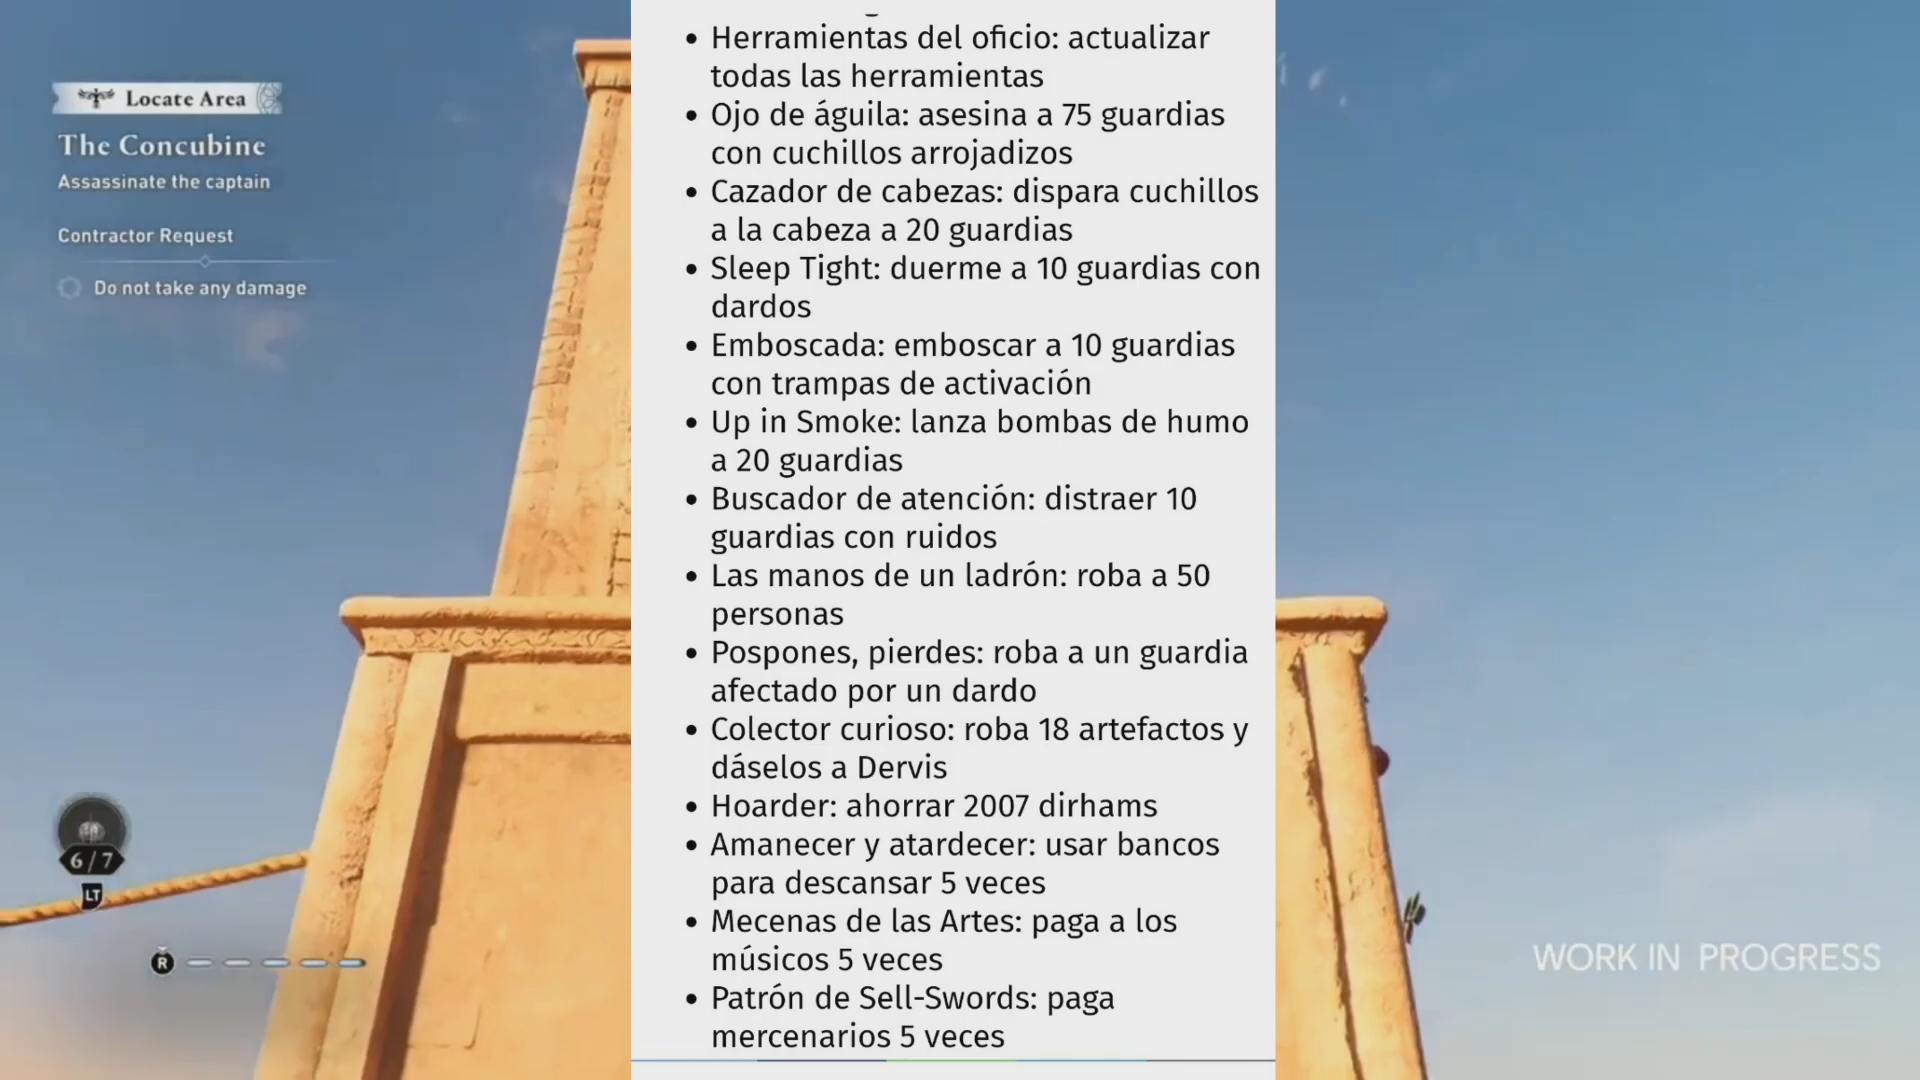 Locate Area
The Concubine
Assassinate the captain
Contractor Request
Do not take any damage
6/7
LT
R
• Herramientas del oficio: actualizar
todas las herramientas
• Ojo de águila: asesina a 75 guardias
con cuchillos arrojadizos
• Cazador de cabezas: dispara cuchillos
a la cabeza a 20 guardias
• Sleep Tight: duerme a 10 guardias con
dardos
• Emboscada: emboscar a 10 guardias
con trampas de activación
• Up in Smoke: lanza bombas de humo
a 20 guardias
• Buscador de atención: distraer 10
guardias con ruidos
• Las manos de un ladrón: roba a 50
personas
• Pospones, pierdes: roba a un guardia
afectado por un dardo
• Colector curioso: roba 18 artefactos y
dáselos a Dervis
• Hoarder: ahorrar 2007 dirhams
• Amanecer y atardecer: usar bancos
para descansar 5 veces
• Mecenas de las Artes: paga a los
músicos 5 veces
• Patrón de Sell-Swords: paga
mercenarios 5 veces
WORK IN PROGRESS